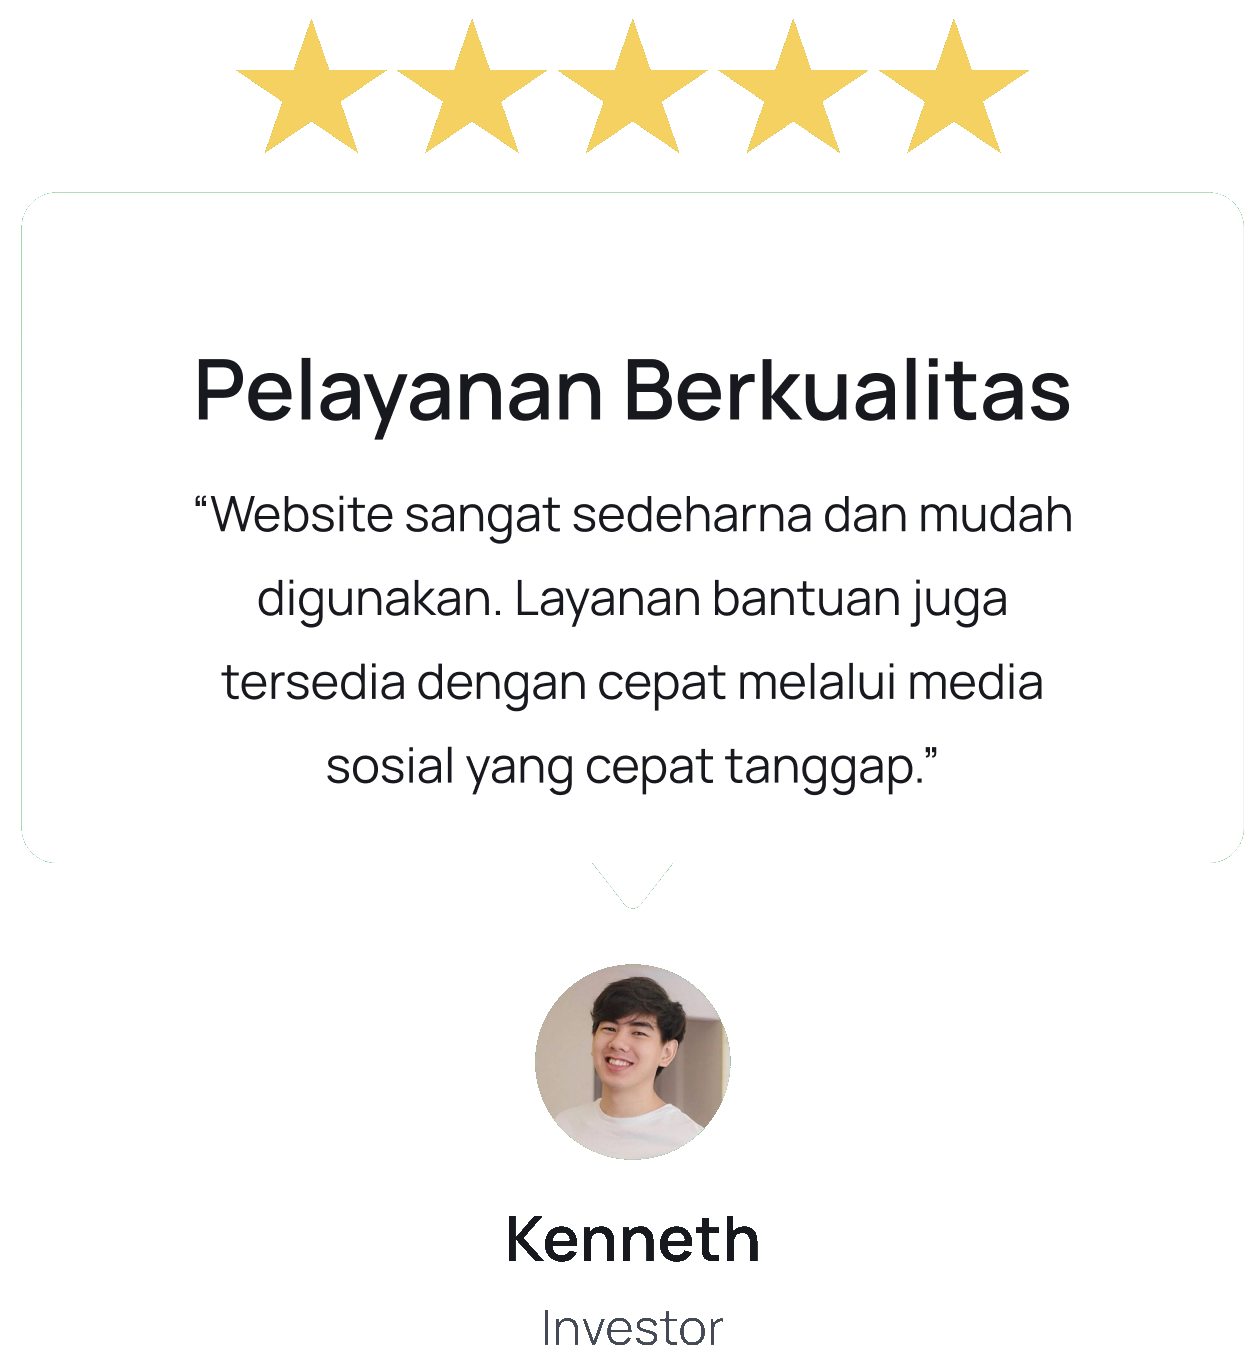 Pelayanan Berkualitas
“Website sangat sedeharna dan mudah
digunakan. Layanan bantuan juga
tersedia dengan cepat melalui media
sosial yang cepat tanggap.”
Kenneth
Investor